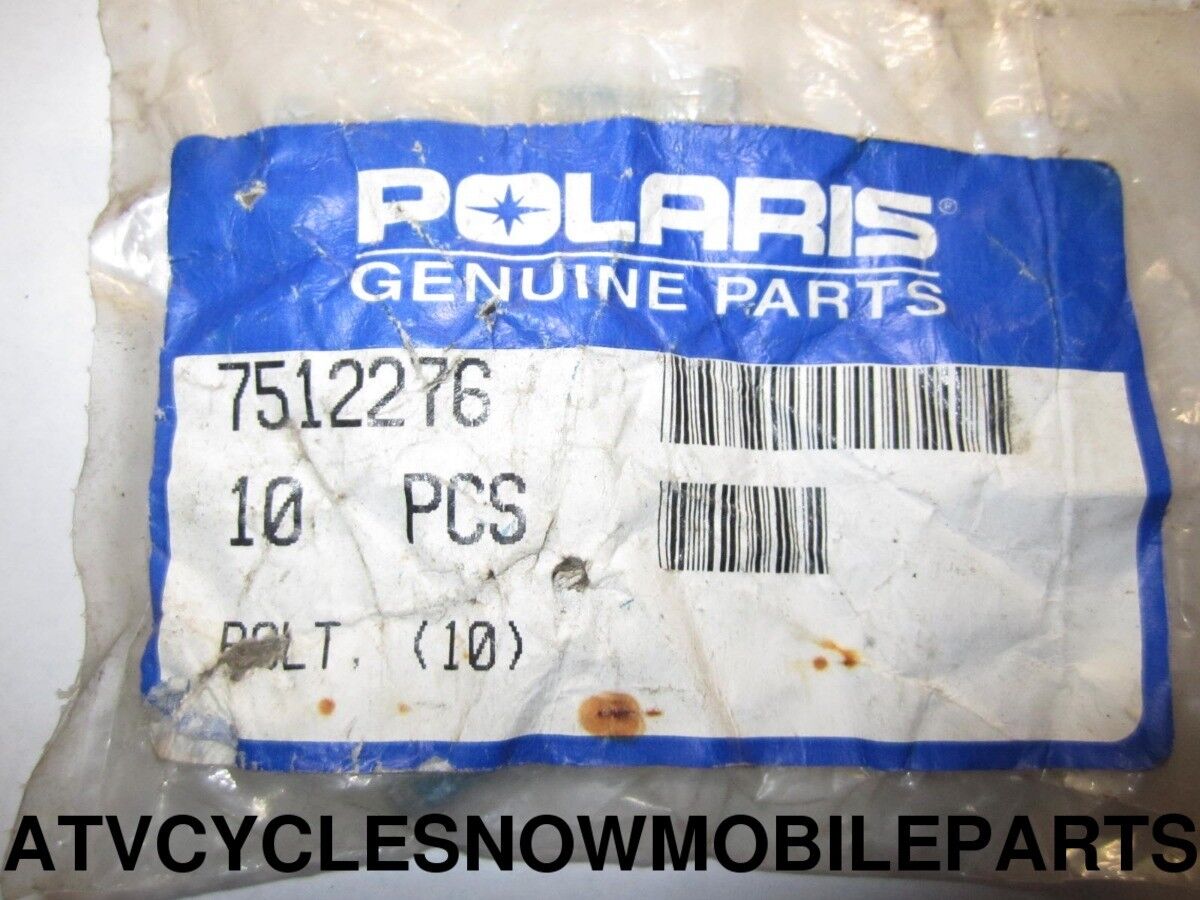 POLARIS®
GENUINE PARTS
7512276
10 PCS
BOLT, (10)
ATVCYCLESNOWMOBILEPARTS